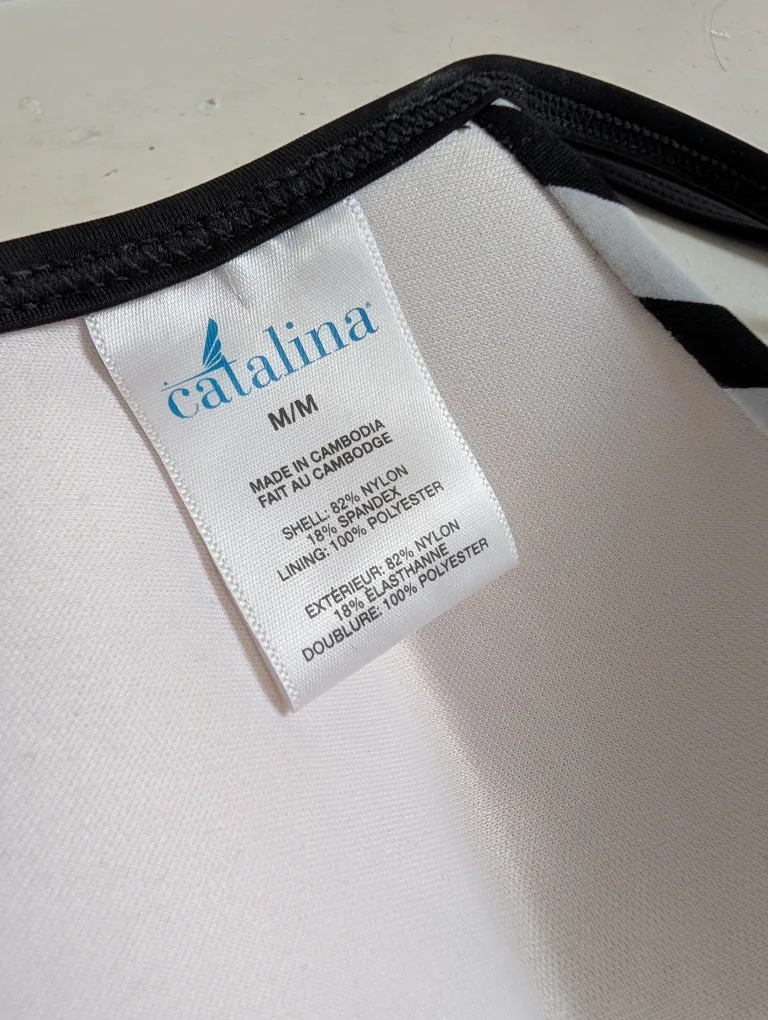 catalina®
M/M
MADE IN CAMBODIA
FAIT AU CAMBODGE
SHELL: 82% NYLON
18% SPANDEX
LINING: 100% POLYESTER
EXTÉRIEUR: 82% NYLON
18% ÉLASTHANNE
DOUBLURE: 100% POLYESTER